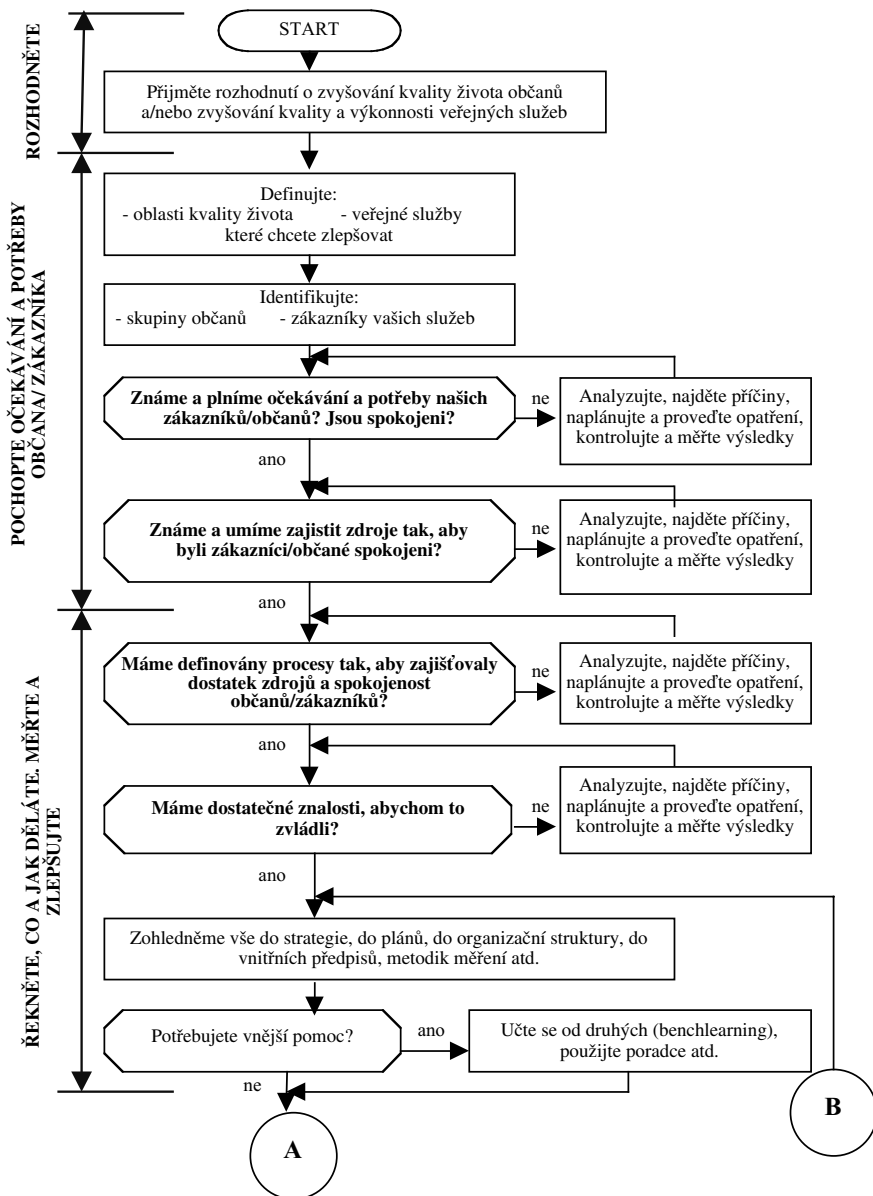 START
ROZHODNĚTE
Přijměte rozhodnutí o zvyšování kvality života občanů
a/nebo zvyšování kvality a výkonnosti veřejných služeb
POCHOPTE OČEKÁVÁNÍ A POTŘEBY
OBČANA/ ZÁKAZNÍKA
Definujte:
- oblasti kvality života - veřejné služby
které chcete zlepšovat
Identifikujte:
- skupiny občanů - zákazníky vašich služeb
Známe a plníme očekávání a potřeby našich
zákazníků/občanů? Jsou spokojeni?
ne
Analyzujte, najděte příčiny,
naplánujte a proveďte opatření,
kontrolujte a měřte výsledky
ano
Známe a umíme zajistit zdroje tak, aby
byli zákazníci/občané spokojeni?
ne
Analyzujte, najděte příčiny,
naplánujte a proveďte opatření,
kontrolujte a měřte výsledky
ano
ŘEKNĚTE, CO A JAK DĚLÁTE. MĚŘTE A
ZLEPŠUJTE
Máme definovány procesy tak, aby zajišťovaly
dostatek zdrojů a spokojenost
občanů/zákazníků?
ne
Analyzujte, najděte příčiny,
naplánujte a proveďte opatření,
kontrolujte a měřte výsledky
ano
Máme dostatečné znalosti, abychom to
zvládli?
ne
Analyzujte, najděte příčiny,
naplánujte a proveďte opatření,
kontrolujte a měřte výsledky
ano
Zohledněme vše do strategie, do plánů, do organizační struktury, do
vnitřních předpisů, metodik měření atd.
Potřebujete vnější pomoc?
ano
Učte se od druhých (benchlearning),
použijte poradce atd.
ne
B
A